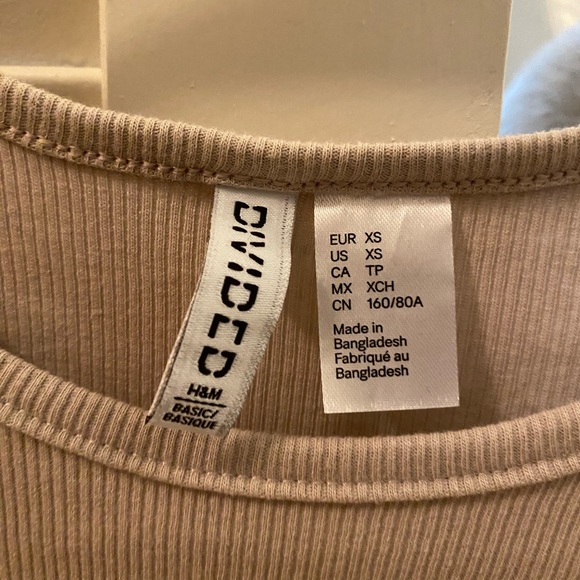 DIVIDED
H&M
BASIC/
BASIQUE
EUR XS
US XS
CA TP
MX XCH
CN 160/80A
Made in
Bangladesh
Fabriqué au
Bangladesh